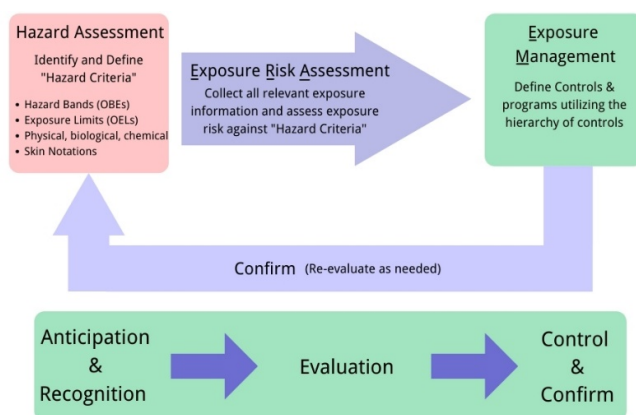 Hazard Assessment
Identify and Define
"Hazard Criteria"
• Hazard Bands (OBEs)
• Exposure Limits (OELs)
• Physical, biological, chemical
• Skin Notations
Exposure Risk Assessment
Collect all relevant exposure
information and assess exposure
risk against "Hazard Criteria"
Exposure
Management
Define Controls &
programs utilizing the
hierarchy of controls
Confirm (Re-evaluate as needed)
Anticipation
&
Recognition
Evaluation
Control
&
Confirm